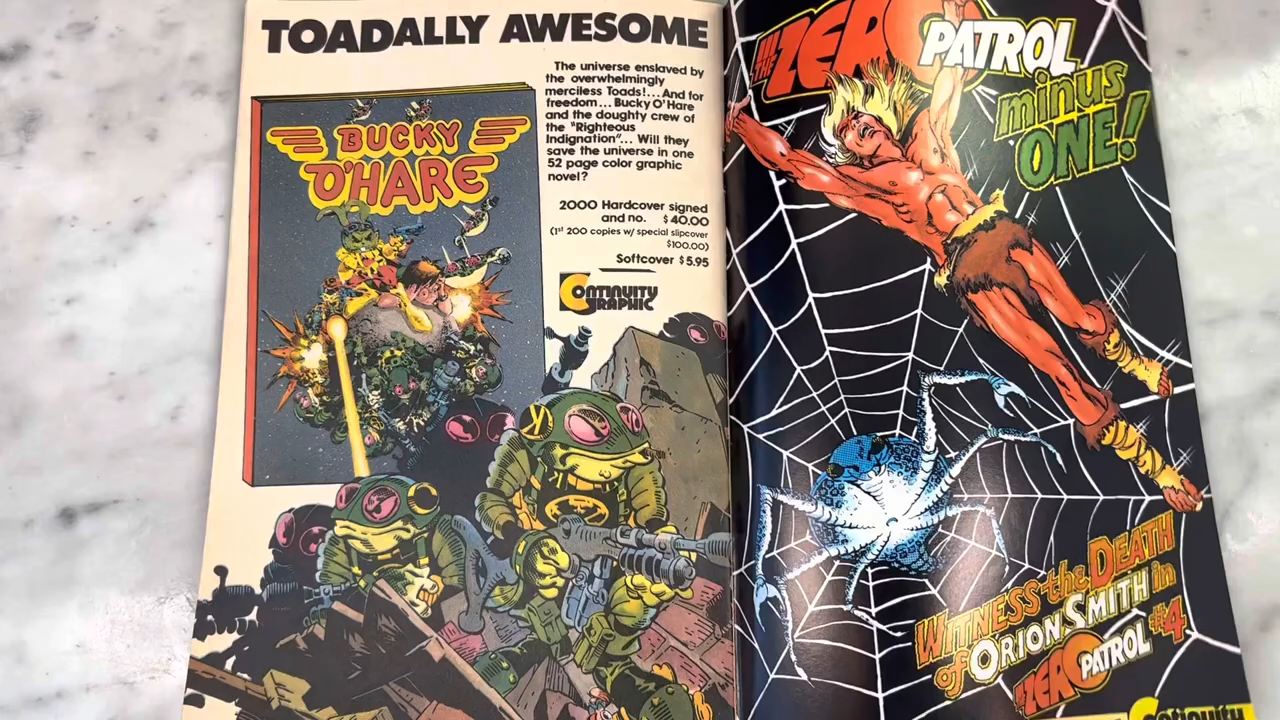 TOADALLY AWESOME
The universe enslaved by
the overwhelmingly
merciless Toads!...And for
freedom...Bucky O'Hare
and the doughty crew of
the "Righteous
Indignation"... Will they
save the universe in one
52 page color graphic
novel?
2000 Hardcover signed
and no. $40.00
(1st 200 copies w/ special slipcover
$100.00)
Softcover $5.95
CONTINUITY
GRAPHIC
BUCKY
O'HARE
THE ZERO PATROL
minus
ONE!
WITNESS the DEATH
of ORION SMITH in
THE ZERO PATROL #4